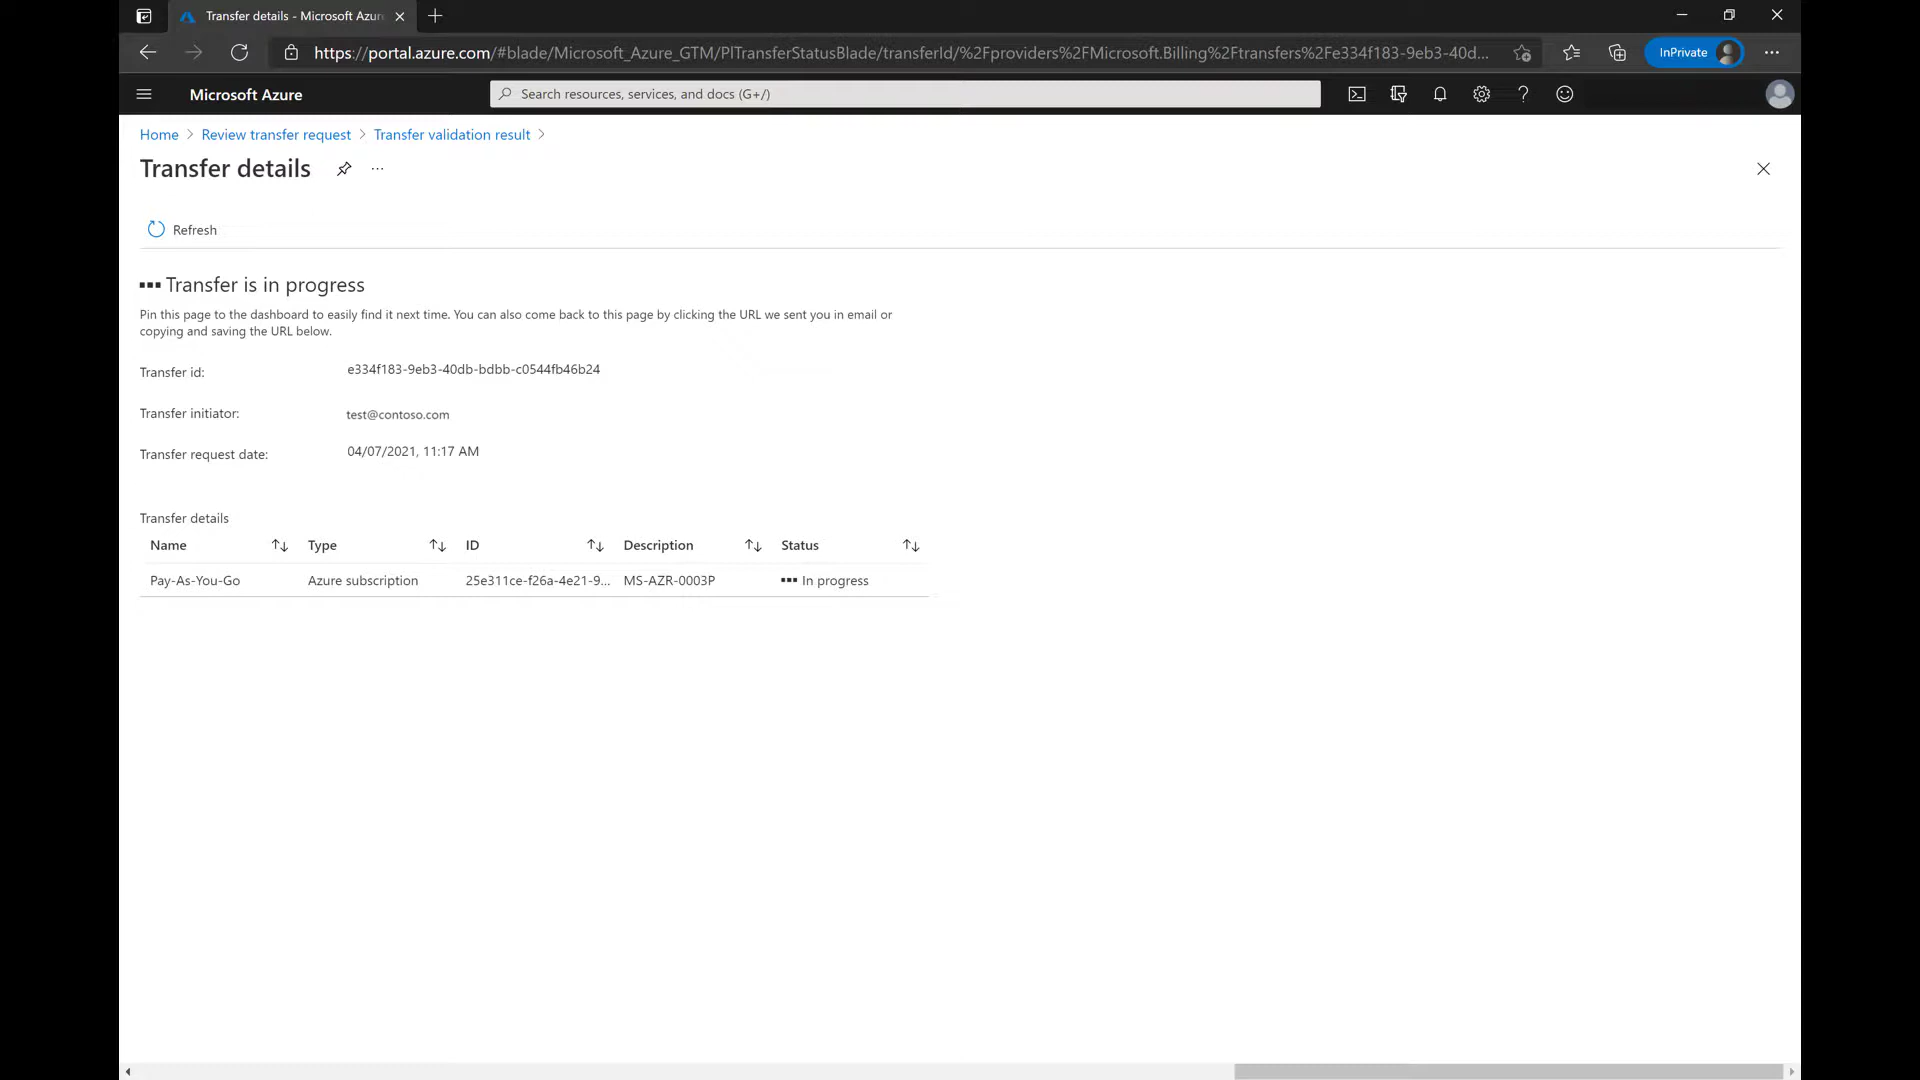 Transfer details - Microsoft Azur
https://portal.azure.com/#blade/Microsoft_Azure_GTM/PlTransferStatusBlade/transferId/%2Fproviders%2FMicrosoft.Billing%2Ftransfers%2Fe334f183-9eb3-40d...
InPrivate
Microsoft Azure
Search resources, services, and docs (G+/)
Home > Review transfer request > Transfer validation result >
Transfer details ...
Refresh
Transfer is in progress
Pin this page to the dashboard to easily find it next time. You can also come back to this page by clicking the URL we sent you in email or
copying and saving the URL below.
Transfer id: e334f183-9eb3-40db-bdbb-c0544fb46b24
Transfer initiator: test@contoso.com
Transfer request date: 04/07/2021, 11:17 AM
Transfer details
Name Type ID Description Status
Pay-As-You-Go Azure subscription 25e311ce-f26a-4e21-9... MS-AZR-0003P In progress